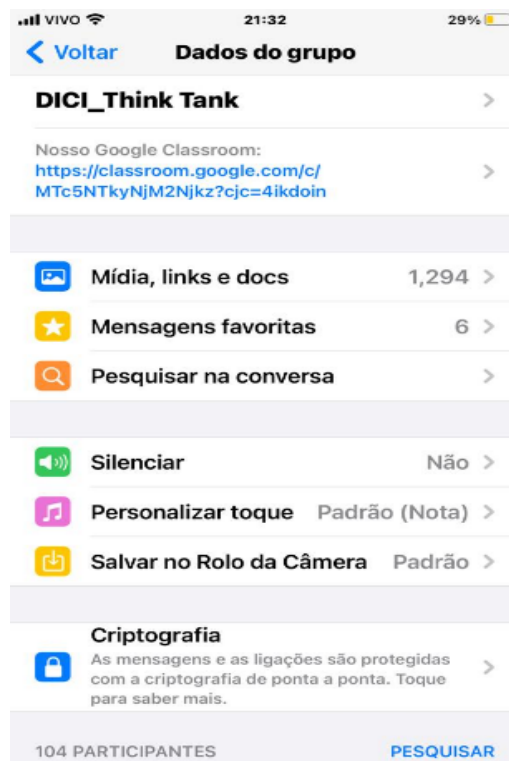 VIVO 21:32 29%
Voltar Dados do grupo
DICI_Think Tank
Nosso Google Classroom:
https://classroom.google.com/c/
MTc5NTkyNjM2Njkz?cjc=4ikdoin
Mídia, links e docs 1,294
Mensagens favoritas 6
Pesquisar na conversa
Silenciar Não
Personalizar toque Padrão (Nota)
Salvar no Rolo da Câmera Padrão
Criptografia
As mensagens e as ligações são protegidas
com a criptografia de ponta a ponta. Toque
para saber mais.
104 PARTICIPANTES PESQUISAR